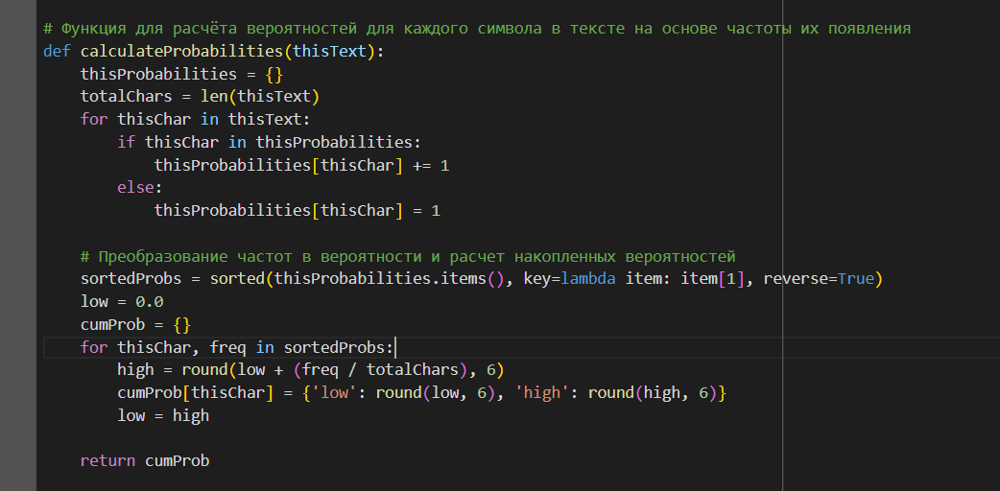 # Функция для расчёта вероятностей для каждого символа в тексте на основе частоты их появления
def calculateProbabilities(thisText):
    thisProbabilities = {}
    totalChars = len(thisText)
    for thisChar in thisText:
        if thisChar in thisProbabilities:
            thisProbabilities[thisChar] += 1
        else:
            thisProbabilities[thisChar] = 1

    # Преобразование частот в вероятности и расчет накопленных вероятностей
    sortedProbs = sorted(thisProbabilities.items(), key=lambda item: item[1], reverse=True)
    low = 0.0
    cumProb = {}
    for thisChar, freq in sortedProbs:
        high = round(low + (freq / totalChars), 6)
        cumProb[thisChar] = {'low': round(low, 6), 'high': round(high, 6)}
        low = high

    return cumProb